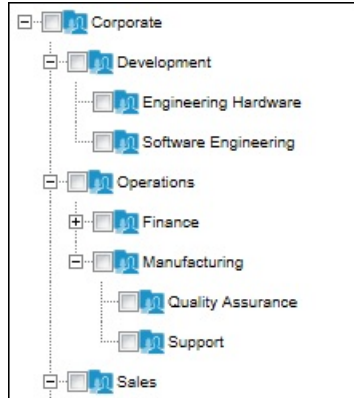 Corporate
Development
Engineering Hardware
Software Engineering
Operations
Finance
Manufacturing
Quality Assurance
Support
Sales